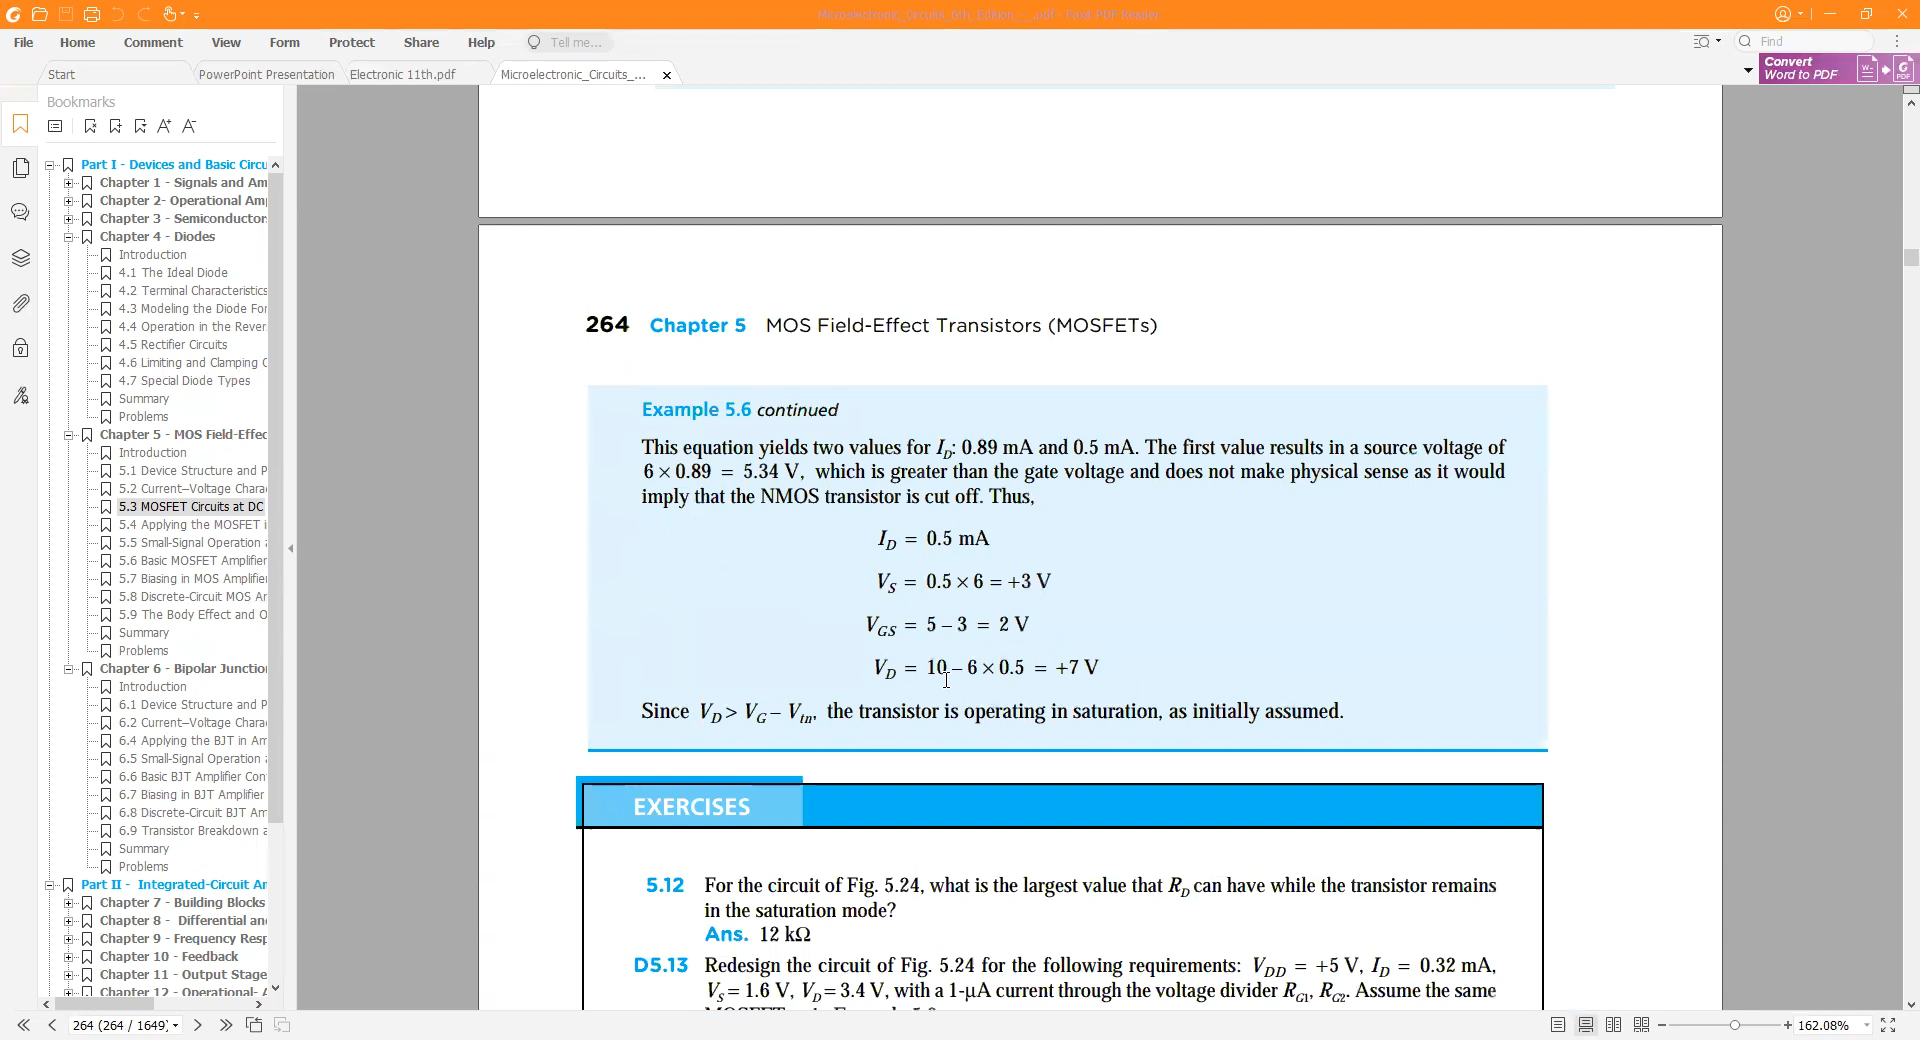 Microelectronic_Circuits_6th_Edition_-_.pdf - Foxit PDF Reader
File Home Comment View Form Protect Share Help Tell me... Find
Start PowerPoint Presentation Electronic 11th.pdf Microelectronic_Circuits_...
Convert
Word to PDF
Bookmarks
Part I - Devices and Basic Circu
Chapter 1 - Signals and Am
Chapter 2- Operational Am
Chapter 3 - Semiconductor
Chapter 4 - Diodes
Introduction
4.1 The Ideal Diode
4.2 Terminal Characteristics
4.3 Modeling the Diode For
4.4 Operation in the Rever
4.5 Rectifier Circuits
4.6 Limiting and Clamping C
4.7 Special Diode Types
Summary
Problems
Chapter 5 - MOS Field-Effec
Introduction
5.1 Device Structure and P
5.2 Current–Voltage Chara
5.3 MOSFET Circuits at DC
5.4 Applying the MOSFET i
5.5 Small-Signal Operation a
5.6 Basic MOSFET Amplifier
5.7 Biasing in MOS Amplifie
5.8 Discrete-Circuit MOS Ar
5.9 The Body Effect and O
Summary
Problems
Chapter 6 - Bipolar Junction
Introduction
6.1 Device Structure and P
6.2 Current–Voltage Chara
6.4 Applying the BJT in Am
6.5 Small-Signal Operation a
6.6 Basic BJT Amplifier Con
6.7 Biasing in BJT Amplifier
6.8 Discrete-Circuit BJT Am
6.9 Transistor Breakdown a
Summary
Problems
Part II - Integrated-Circuit Ar
Chapter 7 - Building Blocks
Chapter 8 - Differential and
Chapter 9 - Frequency Resp
Chapter 10 - Feedback
Chapter 11 - Output Stage
Chapter 12 - Operational- A
264 Chapter 5 MOS Field-Effect Transistors (MOSFETs)
Example 5.6 continued
This equation yields two values for I_D: 0.89 mA and 0.5 mA. The first value results in a source voltage of
6 × 0.89 = 5.34 V, which is greater than the gate voltage and does not make physical sense as it would
imply that the NMOS transistor is cut off. Thus,
I_D = 0.5 mA
V_S = 0.5 × 6 = +3 V
V_GS = 5 – 3 = 2 V
V_D = 10 – 6 × 0.5 = +7 V
Since V_D > V_G – V_tn, the transistor is operating in saturation, as initially assumed.
EXERCISES
5.12 For the circuit of Fig. 5.24, what is the largest value that R_D can have while the transistor remains
in the saturation mode?
Ans. 12 kΩ
D5.13 Redesign the circuit of Fig. 5.24 for the following requirements: V_DD = +5 V, I_D = 0.32 mA,
V_S = 1.6 V, V_D = 3.4 V, with a 1-μA current through the voltage divider R_G1, R_G2. Assume the same
264 (264 / 1649) 162.08%